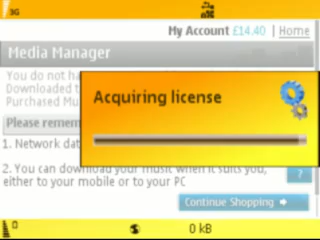 3G
My Account £14.40 | Home
Media Manager
You do not ha
Downloaded t
Purchased Mu
Acquiring license
Please remem
1. Network dat
2. You can download your music when it suits you,
either to your mobile or to your PC
?
Continue Shopping
0 kB